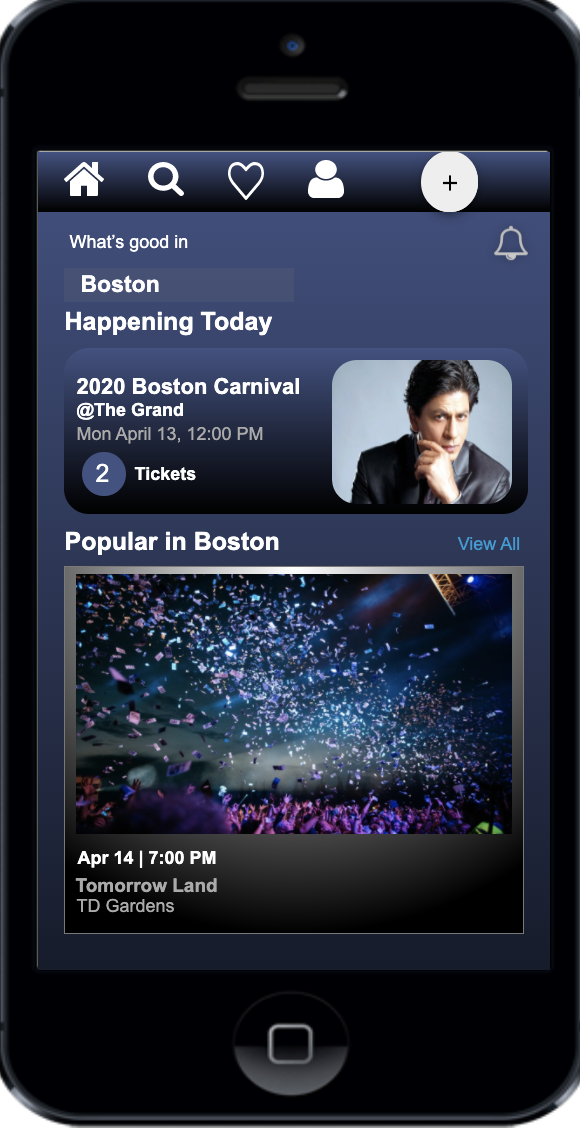 +
What's good in
Boston
Happening Today
2020 Boston Carnival
@The Grand
Mon April 13, 12:00 PM
2 Tickets
Popular in Boston
View All
Apr 14 | 7:00 PM
Tomorrow Land
TD Gardens